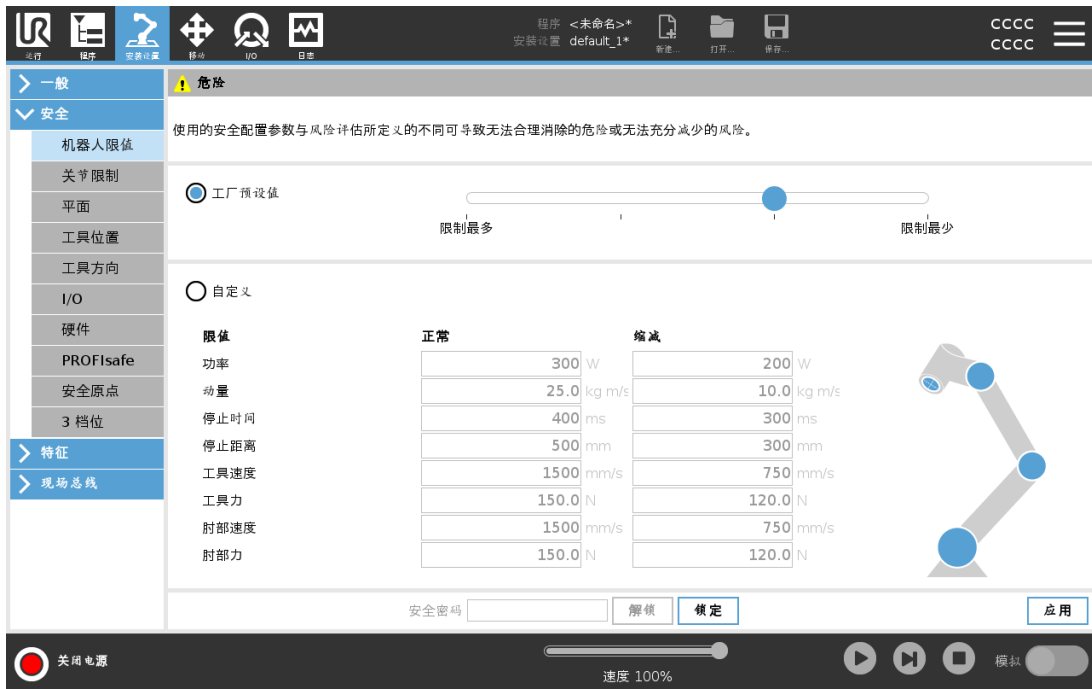 UR
运行
程序
安装设置
移动
I/O
日志
程序 <未命名>*
安装设置 default_1*
新建...
打开...
保存...
cccc
cccc
一般
安全
机器人限值
关节限制
平面
工具位置
工具方向
I/O
硬件
PROFIsafe
安全原点
3 档位
特征
现场总线
危险
使用的安全配置参数与风险评估所定义的不同可导致无法合理消除的危险或无法充分减少的风险。
工厂预设值
限制最多 限制最少
自定义
限值 正常 缩减
功率 300 W 200 W
动量 25.0 kg m/s 10.0 kg m/s
停止时间 400 ms 300 ms
停止距离 500 mm 300 mm
工具速度 1500 mm/s 750 mm/s
工具力 150.0 N 120.0 N
肘部速度 1500 mm/s 750 mm/s
肘部力 150.0 N 120.0 N
安全密码 解锁 锁定 应用
关闭电源
速度 100%
模拟